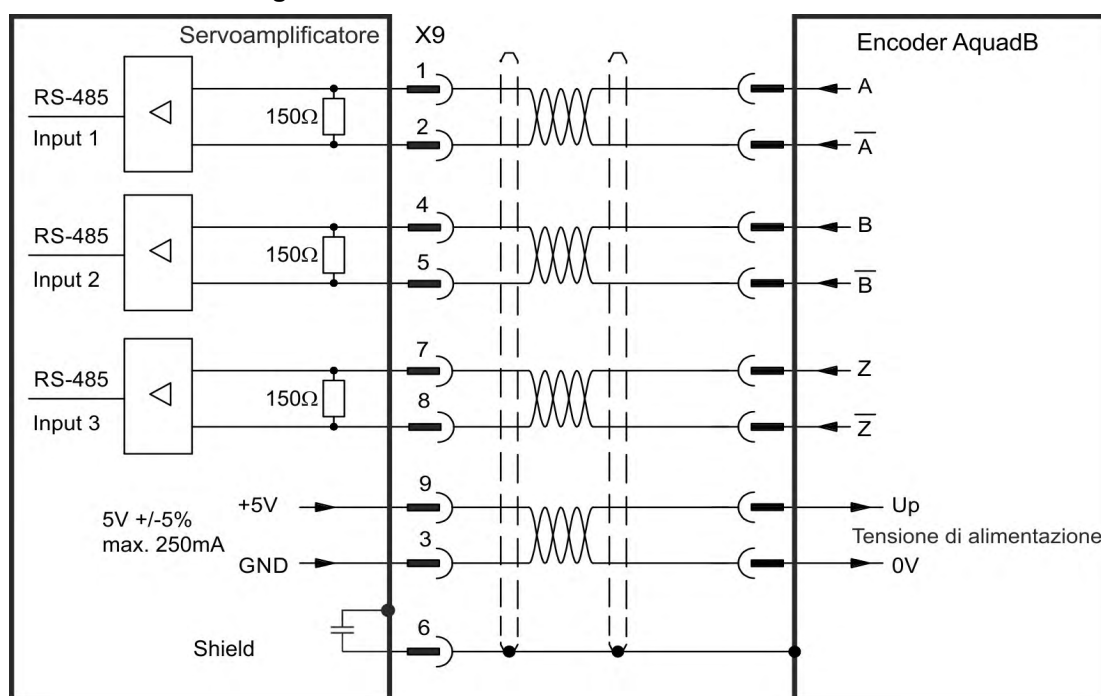 Servoamplificatore
X9
Encoder AquadB
RS-485
Input 1
150Ω
1
2
A
A̅
RS-485
Input 2
150Ω
4
5
B
B̅
RS-485
Input 3
150Ω
7
8
Z
Z̅
5V +/-5%
max. 250mA
+5V
GND
9
3
Up
Tensione di alimentazione
0V
Shield
6